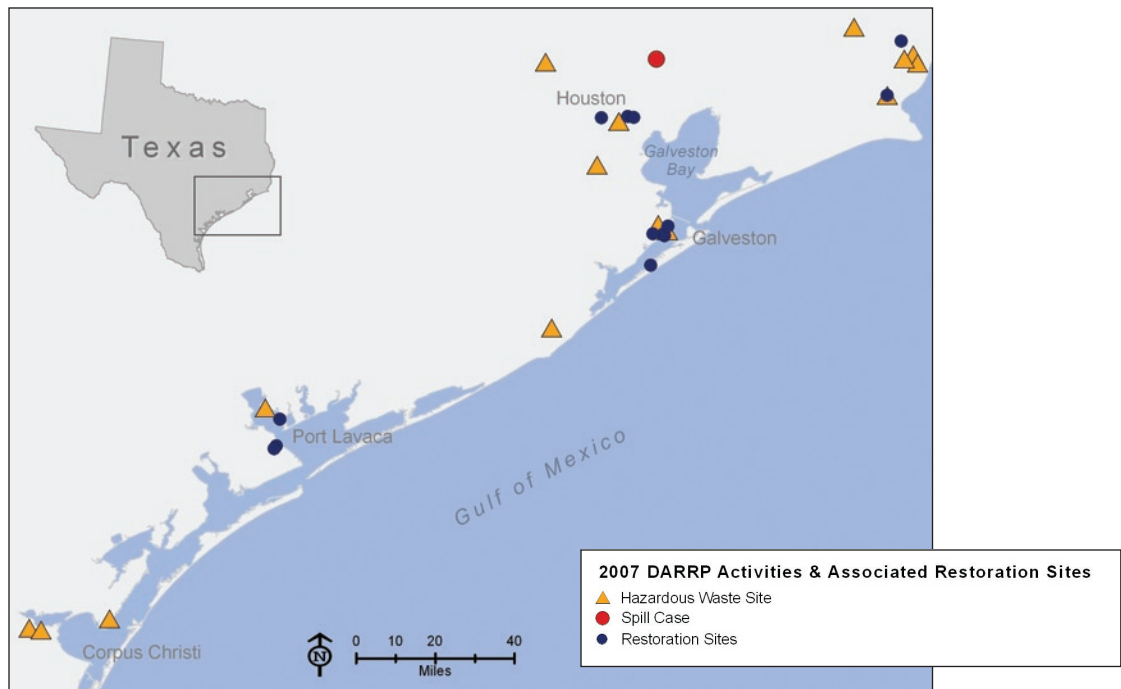 Texas
Houston
Galveston
Bay
Galveston
Port Lavaca
Gulf of Mexico
Corpus Christi
N
0 10 20 40
Miles
2007 DARRP Activities & Associated Restoration Sites
Hazardous Waste Site
Spill Case
Restoration Sites